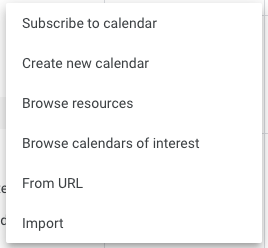 Subscribe to calendar
Create new calendar
Browse resources
Browse calendars of interest
From URL
Import